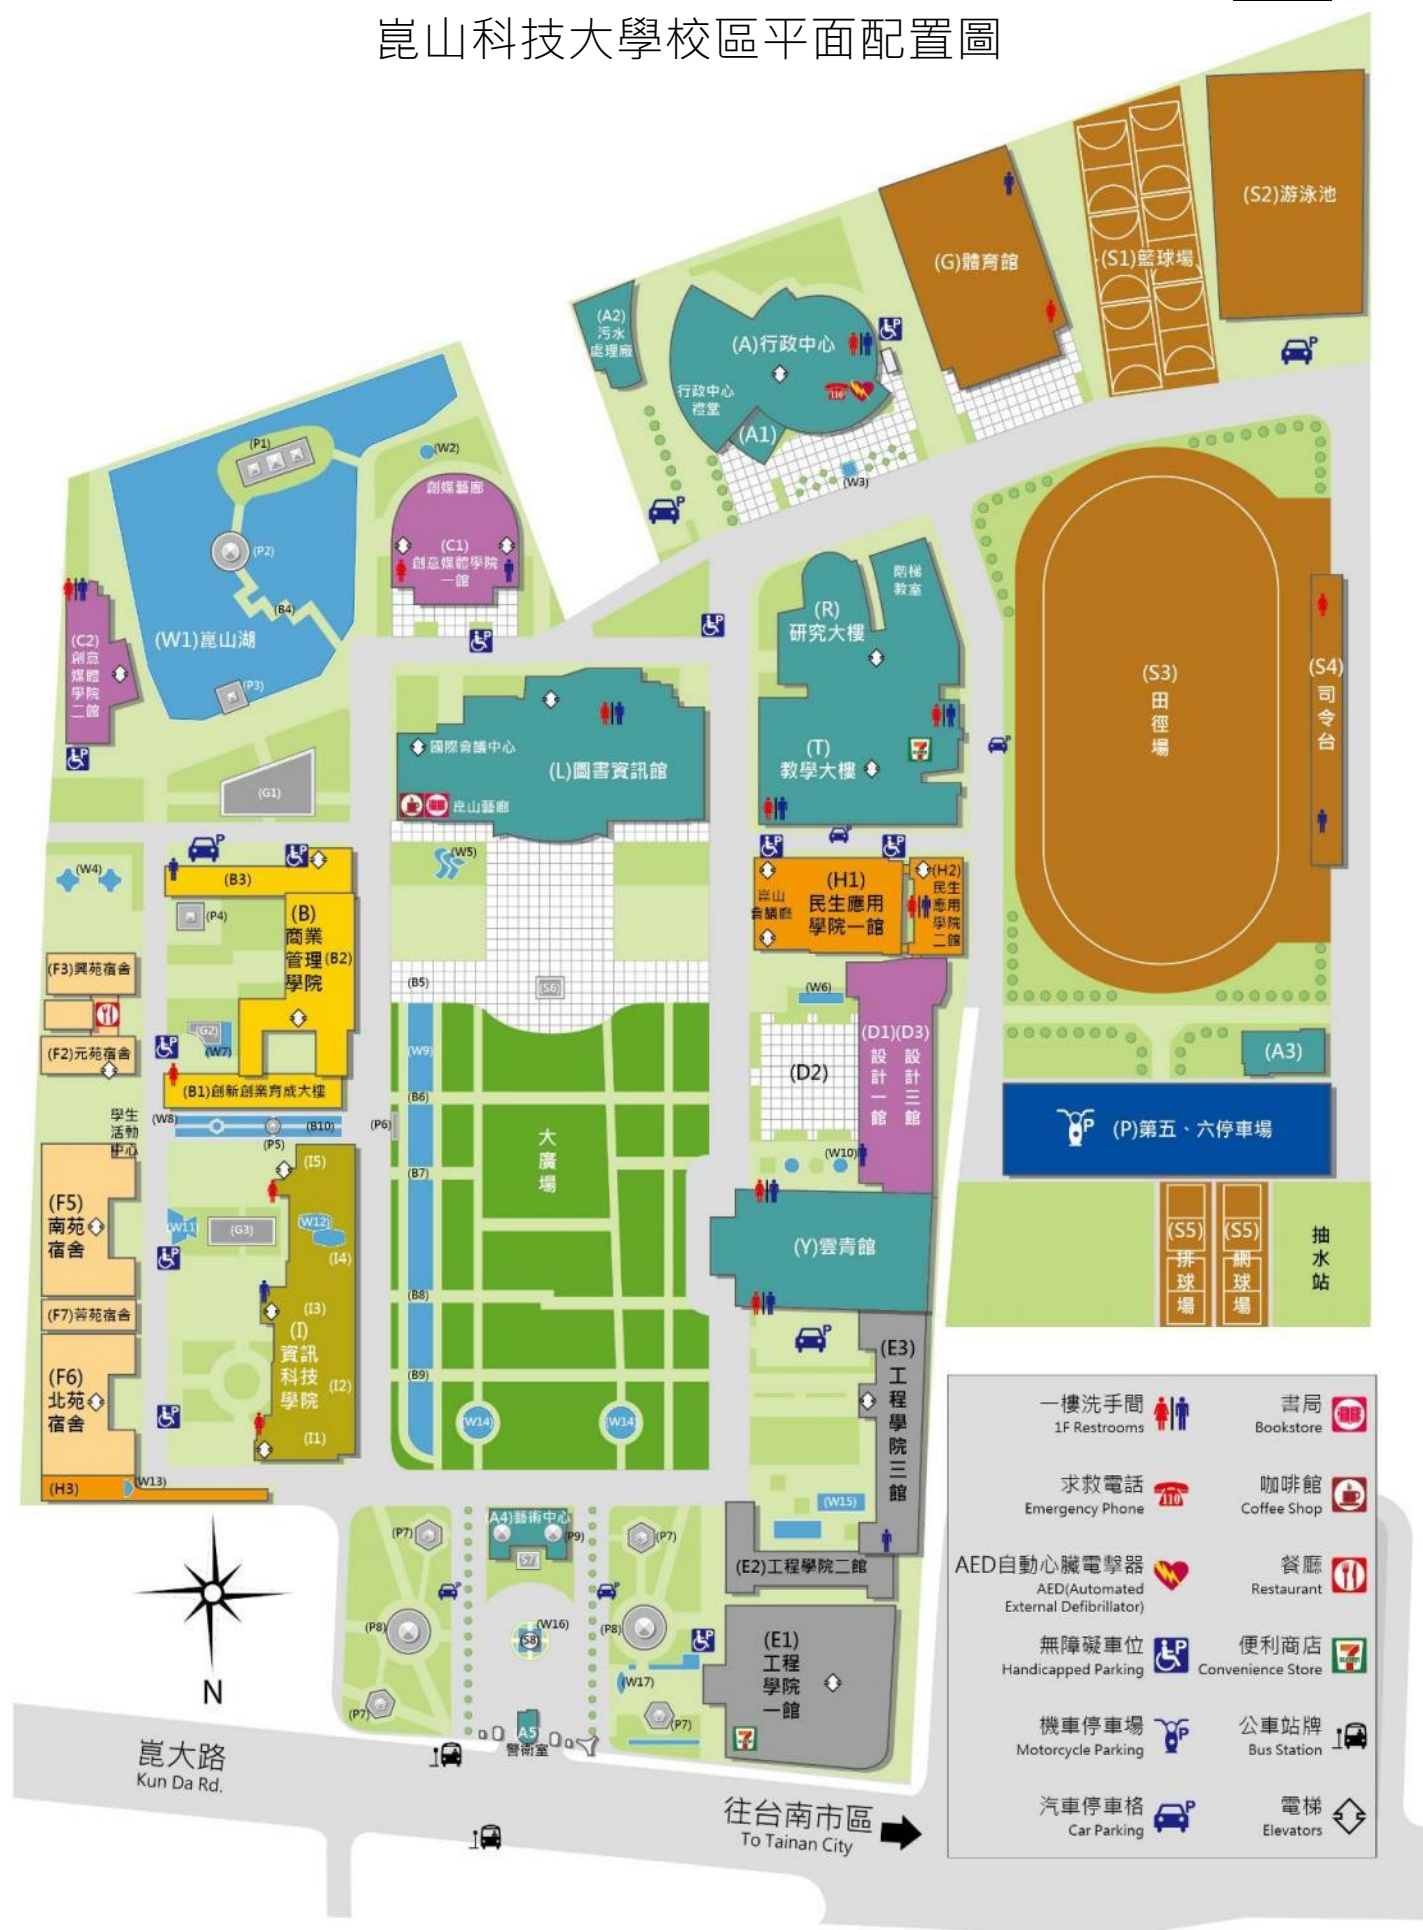 崑山科技大學校區平面配置圖
(S2)游泳池
(G)體育館
(S1)籃球場
(A2)
污水
處理廠
(A)行政中心
行政中心
禮堂
(A1)
(W3)
(P1)
(W2)
創媒藝廊
(C1)
創意媒體學院
一館
(P2)
(B4)
(W1)崑山湖
(P3)
(C2)
創意
媒體
學院
二館
(R)
研究大樓
階梯
教室
(S3)
田
徑
場
(S4)
司
令
台
國際會議中心
(L)圖書資訊館
崑山藝廊
(T)
教學大樓
(G1)
(W5)
(W4)
(B3)
(P4)
(B)
商業
管理
學院
(B2)
(H1)
民生應用
學院一館
崑山
會議廳
(H2)
民生
應用
學院
二館
(F3)興苑宿舍
(F2)元苑宿舍
(G2)
(W7)
(B1)創新創業育成大樓
(B5)
(S6)
(W6)
(D1)
設
計
一
館
(D3)
設
計
三
館
(D2)
(A3)
(P)第五、六停車場
(W9)
(B6)
學生
活動
中心
(W8)
(P5)
(B10)
(P6)
大
廣
場
(B7)
(W10)
(I5)
(F5)
南苑
宿舍
(W11)
(G3)
(W12)
(I4)
(Y)雲青館
(S5)
排
球
場
(S5)
網
球
場
抽
水
站
(F7)蓉苑宿舍
(I3)
(B8)
(I)
資訊
科技
學院
(I2)
(I1)
(F6)
北苑
宿舍
(B9)
(W14)
(W14)
(E3)
工
程
學
院
三
館
(H3)
(W13)
(W15)
(A4)藝術中心
(P9)
(S7)
(P7)
(P7)
(E2)工程學院二館
(P8)
(W16)
(S8)
(P8)
(W17)
(E1)
工程
學院
一館
(P7)
(P7)
(A5)
警衛室
N
崑大路
Kun Da Rd.
往台南市區
To Tainan City
一樓洗手間
1F Restrooms
書局
Bookstore
求救電話
Emergency Phone
110
咖啡館
Coffee Shop
AED自動心臟電擊器
AED(Automated
External Defibrillator)
餐廳
Restaurant
無障礙車位
Handicapped Parking
便利商店
Convenience Store
機車停車場
Motorcycle Parking
公車站牌
Bus Station
汽車停車格
Car Parking
電梯
Elevators